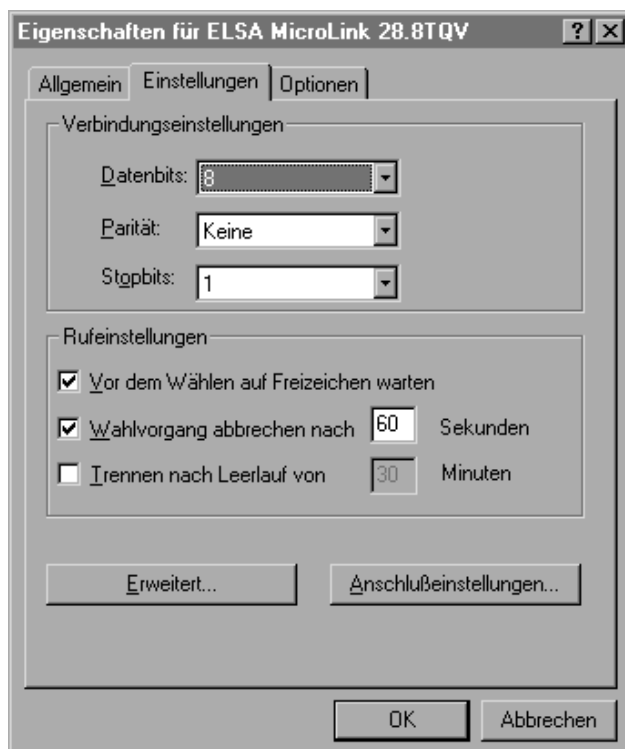 Eigenschaften für ELSA MicroLink 28.8TQV
Allgemein Einstellungen Optionen
Verbindungseinstellungen
Datenbits: 8
Parität: Keine
Stopbits: 1
Rufeinstellungen
Vor dem Wählen auf Freizeichen warten
Wahlvorgang abbrechen nach 60 Sekunden
Trennen nach Leerlauf von 30 Minuten
Erweitert... Anschlußeinstellungen...
OK Abbrechen